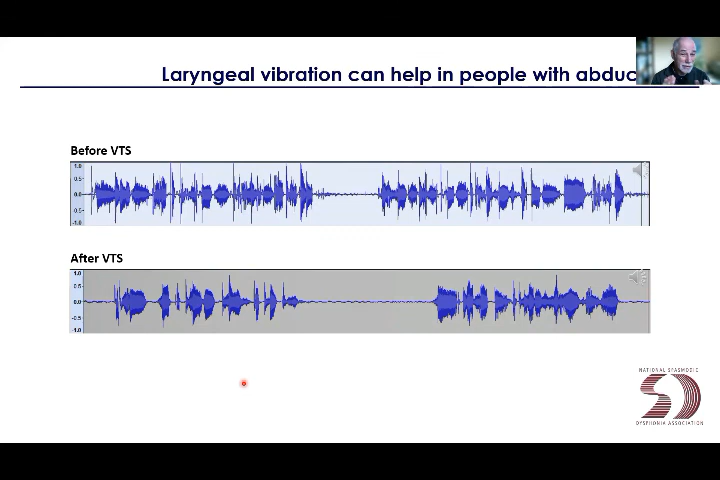 Laryngeal vibration can help in people with abduc
Before VTS
1.0
0.5
0.0
-0.5
-1.0
After VTS
1.0
0.5
0.0
-0.5
-1.0
NATIONAL SPASMODIC
DYSPHONIA ASSOCIATION